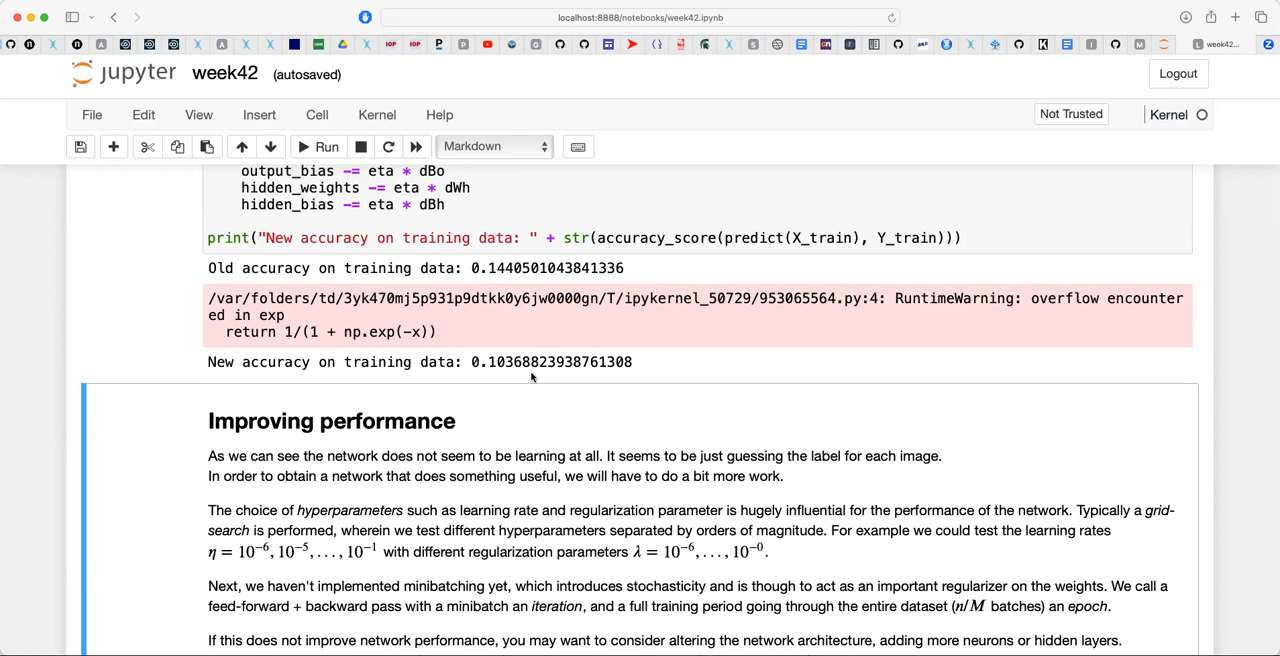 localhost:8888/notebooks/week42.ipynb
week42...
jupyter week42 (autosaved)
Logout
File Edit View Insert Cell Kernel Help
Not Trusted
Kernel
Run
Markdown
output_bias -= eta * dBo
hidden_weights -= eta * dWh
hidden_bias -= eta * dBh
print("New accuracy on training data: " + str(accuracy_score(predict(X_train), Y_train)))
Old accuracy on training data: 0.1440501043841336
/var/folders/td/3yk470mj5p931p9dtkk0y6jw0000gn/T/ipykernel_50729/953065564.py:4: RuntimeWarning: overflow encounter
ed in exp
return 1/(1 + np.exp(-x))
New accuracy on training data: 0.10368823938761308
Improving performance
As we can see the network does not seem to be learning at all. It seems to be just guessing the label for each image.
In order to obtain a network that does something useful, we will have to do a bit more work.
The choice of hyperparameters such as learning rate and regularization parameter is hugely influential for the performance of the network. Typically a grid-
search is performed, wherein we test different hyperparameters separated by orders of magnitude. For example we could test the learning rates
η = 10⁻⁶, 10⁻⁵, . . . , 10⁻¹ with different regularization parameters λ = 10⁻⁶, . . . , 10⁻⁰.
Next, we haven't implemented minibatching yet, which introduces stochasticity and is though to act as an important regularizer on the weights. We call a
feed-forward + backward pass with a minibatch an iteration, and a full training period going through the entire dataset (n/M batches) an epoch.
If this does not improve network performance, you may want to consider altering the network architecture, adding more neurons or hidden layers.